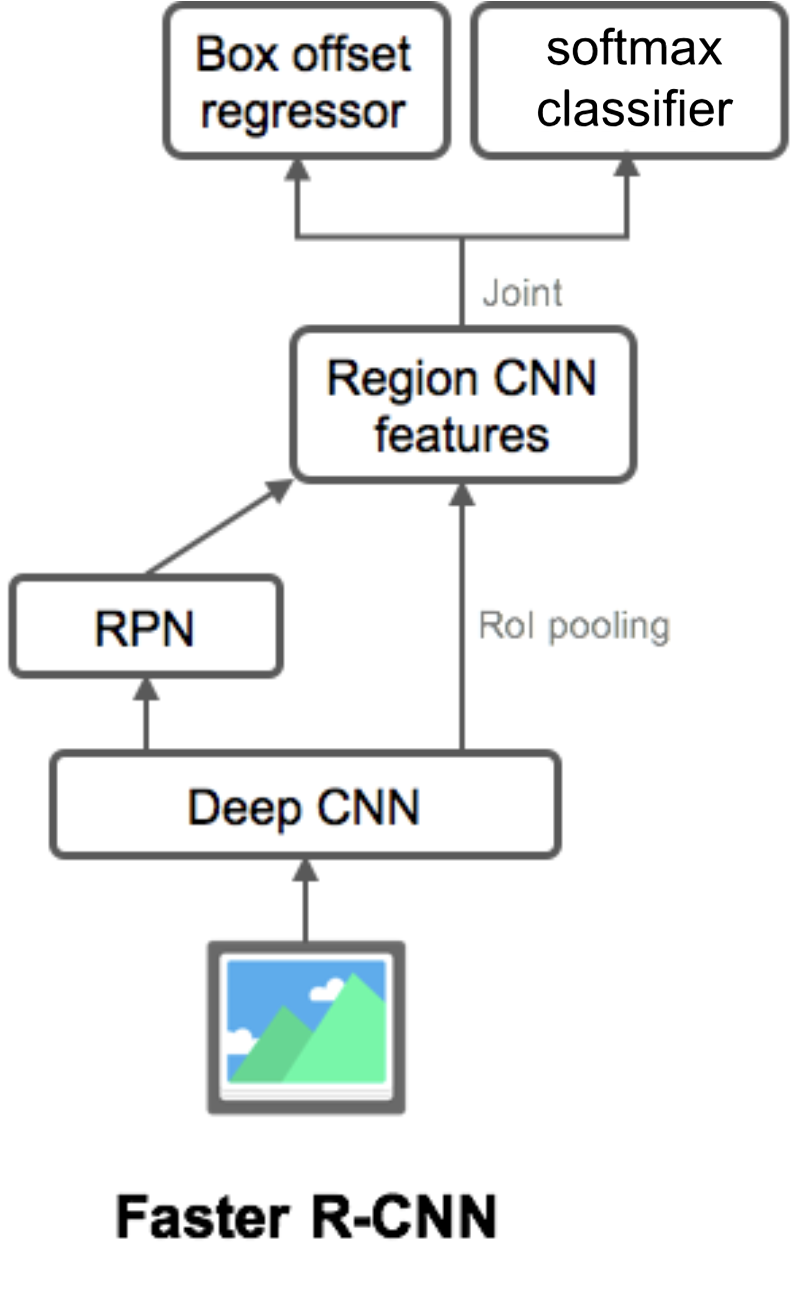 Box offset
regressor
softmax
classifier
Joint
Region CNN
features
RPN
RoI pooling
Deep CNN
Faster R-CNN